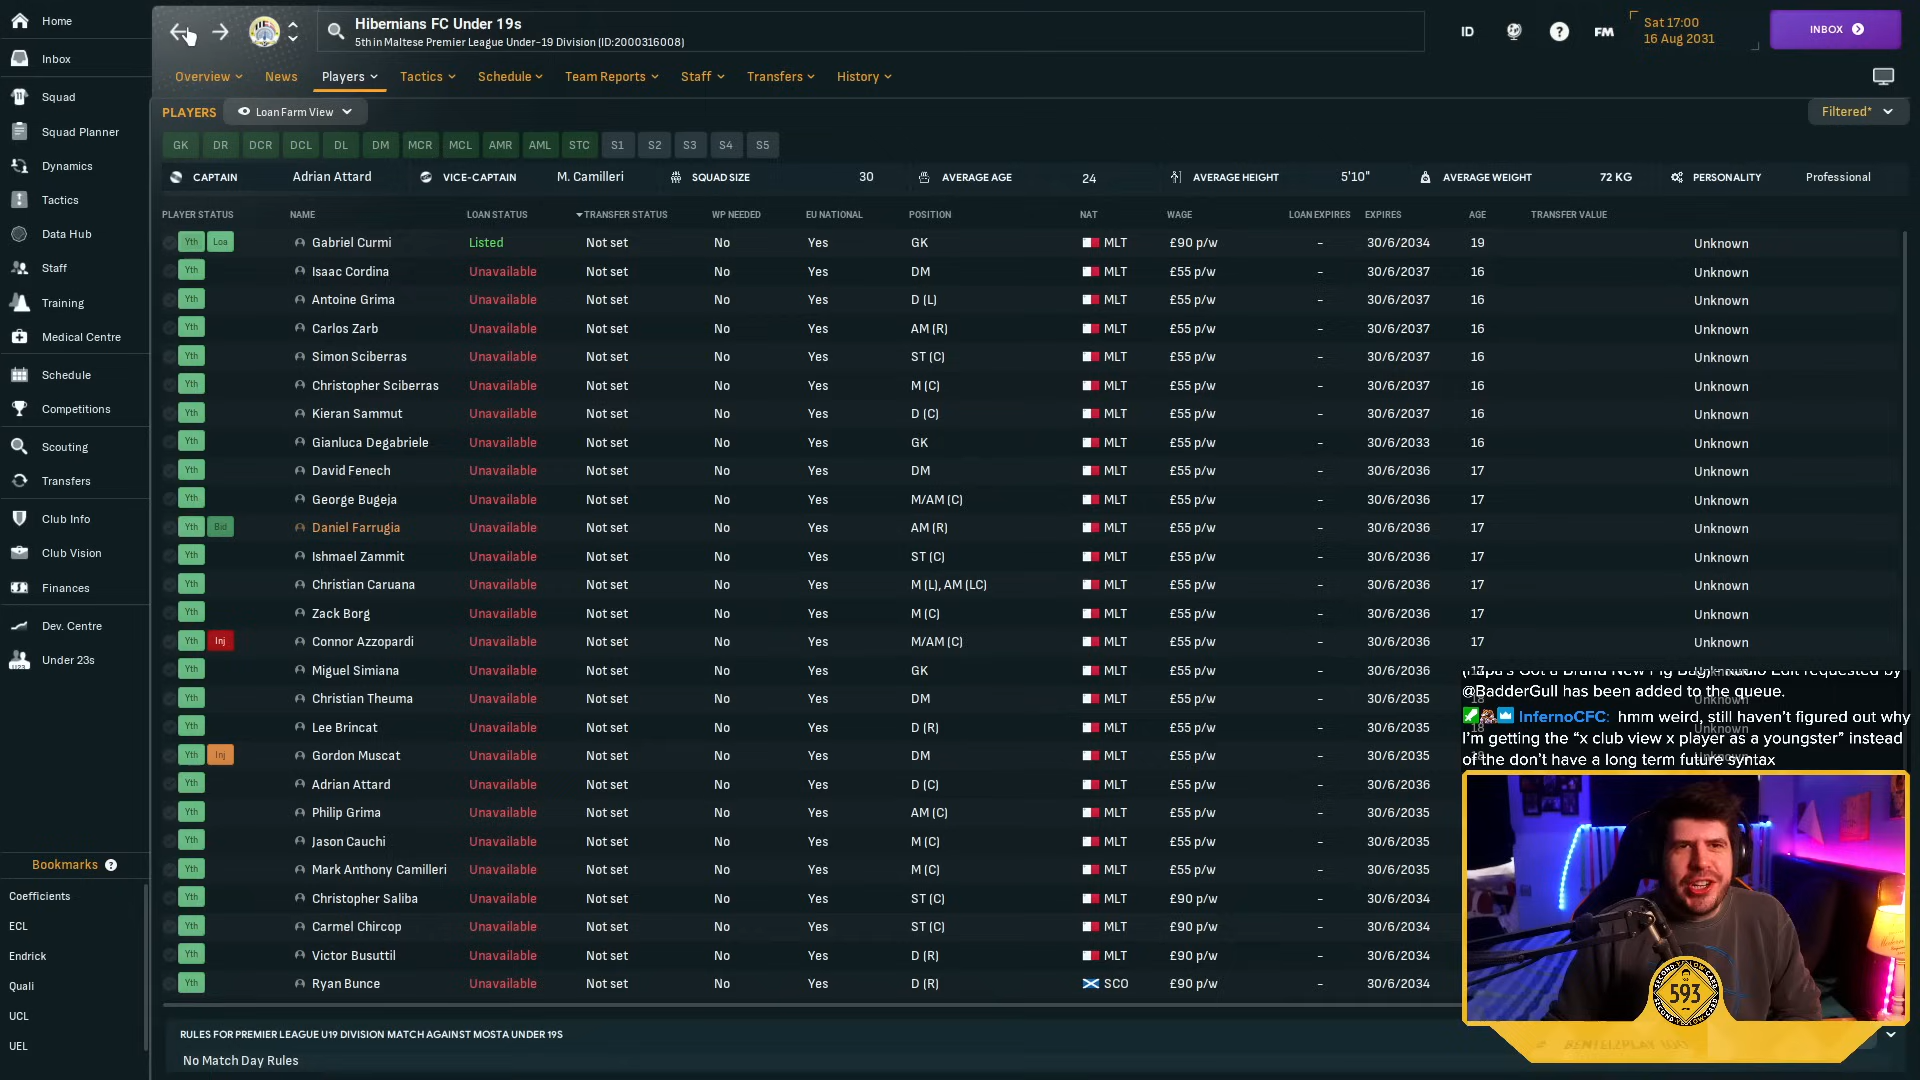 Home
Inbox
Squad
Squad Planner
Dynamics
Tactics
Data Hub
Staff
Training
Medical Centre
Schedule
Competitions
Scouting
Transfers
Club Info
Club Vision
Finances
Dev. Centre
Under 23s
Bookmarks ?
Coefficients
ECL
Endrick
Quali
UCL
UEL
Hibernians FC Under 19s
5th in Maltese Premier League Under-19 Division (ID:2000316008)
ID ? FM
Sat 17:00
16 Aug 2031
INBOX
Overview News Players Tactics Schedule Team Reports Staff Transfers History
PLAYERS Loan Farm View Filtered*
GK DR DCR DCL DL DM MCR MCL AMR AML STC S1 S2 S3 S4 S5
CAPTAIN Adrian Attard VICE-CAPTAIN M. Camilleri SQUAD SIZE 30 AVERAGE AGE 24 AVERAGE HEIGHT 5'10" AVERAGE WEIGHT 72 KG PERSONALITY Professional
PLAYER STATUS NAME LOAN STATUS TRANSFER STATUS WP NEEDED EU NATIONAL POSITION NAT WAGE LOAN EXPIRES EXPIRES AGE TRANSFER VALUE
Yth Loa Gabriel Curmi Listed Not set No Yes GK MLT £90 p/w - 30/6/2034 19 Unknown
Yth Isaac Cordina Unavailable Not set No Yes DM MLT £55 p/w - 30/6/2037 16 Unknown
Yth Antoine Grima Unavailable Not set No Yes D (L) MLT £55 p/w - 30/6/2037 16 Unknown
Yth Carlos Zarb Unavailable Not set No Yes AM (R) MLT £55 p/w - 30/6/2037 16 Unknown
Yth Simon Sciberras Unavailable Not set No Yes ST (C) MLT £55 p/w - 30/6/2037 16 Unknown
Yth Christopher Sciberras Unavailable Not set No Yes M (C) MLT £55 p/w - 30/6/2037 16 Unknown
Yth Kieran Sammut Unavailable Not set No Yes D (C) MLT £55 p/w - 30/6/2037 16 Unknown
Yth Gianluca Degabriele Unavailable Not set No Yes GK MLT £55 p/w - 30/6/2033 16 Unknown
Yth David Fenech Unavailable Not set No Yes DM MLT £55 p/w - 30/6/2036 17 Unknown
Yth George Bugeja Unavailable Not set No Yes M/AM (C) MLT £55 p/w - 30/6/2036 17 Unknown
Yth Bid Daniel Farrugia Unavailable Not set No Yes AM (R) MLT £55 p/w - 30/6/2036 17 Unknown
Yth Ishmael Zammit Unavailable Not set No Yes ST (C) MLT £55 p/w - 30/6/2036 17 Unknown
Yth Christian Caruana Unavailable Not set No Yes M (L), AM (LC) MLT £55 p/w - 30/6/2036 17 Unknown
Yth Zack Borg Unavailable Not set No Yes M (C) MLT £55 p/w - 30/6/2036 17 Unknown
Yth Inj Connor Azzopardi Unavailable Not set No Yes M/AM (C) MLT £55 p/w - 30/6/2036 17 Unknown
Yth Miguel Simiana Unavailable Not set No Yes GK MLT £55 p/w - 30/6/2036 17 Unknown
Yth Christian Theuma Unavailable Not set No Yes DM MLT £55 p/w - 30/6/2035 18 Unknown
Yth Lee Brincat Unavailable Not set No Yes D (R) MLT £55 p/w - 30/6/2035 18 Unknown
Yth Inj Gordon Muscat Unavailable Not set No Yes DM MLT £55 p/w - 30/6/2035 18 Unknown
Yth Adrian Attard Unavailable Not set No Yes D (C) MLT £55 p/w - 30/6/2036
Yth Philip Grima Unavailable Not set No Yes AM (C) MLT £55 p/w - 30/6/2035
Yth Jason Cauchi Unavailable Not set No Yes M (C) MLT £55 p/w - 30/6/2035
Yth Mark Anthony Camilleri Unavailable Not set No Yes M (C) MLT £55 p/w - 30/6/2035
Yth Christopher Saliba Unavailable Not set No Yes ST (C) MLT £90 p/w - 30/6/2034
Yth Carmel Chircop Unavailable Not set No Yes ST (C) MLT £90 p/w - 30/6/2034
Yth Victor Busuttil Unavailable Not set No Yes D (R) MLT £90 p/w - 30/6/2034
Yth Ryan Bunce Unavailable Not set No Yes D (R) SCO £90 p/w - 30/6/2034
RULES FOR PREMIER LEAGUE U19 DIVISION MATCH AGAINST MOSTA UNDER 19S
No Match Day Rules
Got a Brand New Pig Bag) Edit requested by
@BadderGull has been added to the queue.
InfernoCFC: hmm weird, still haven't figured out why
I'm getting the “x club view x player as a youngster” instead
of the don't have a long term future syntax
SECOND YELLOW CARD
593